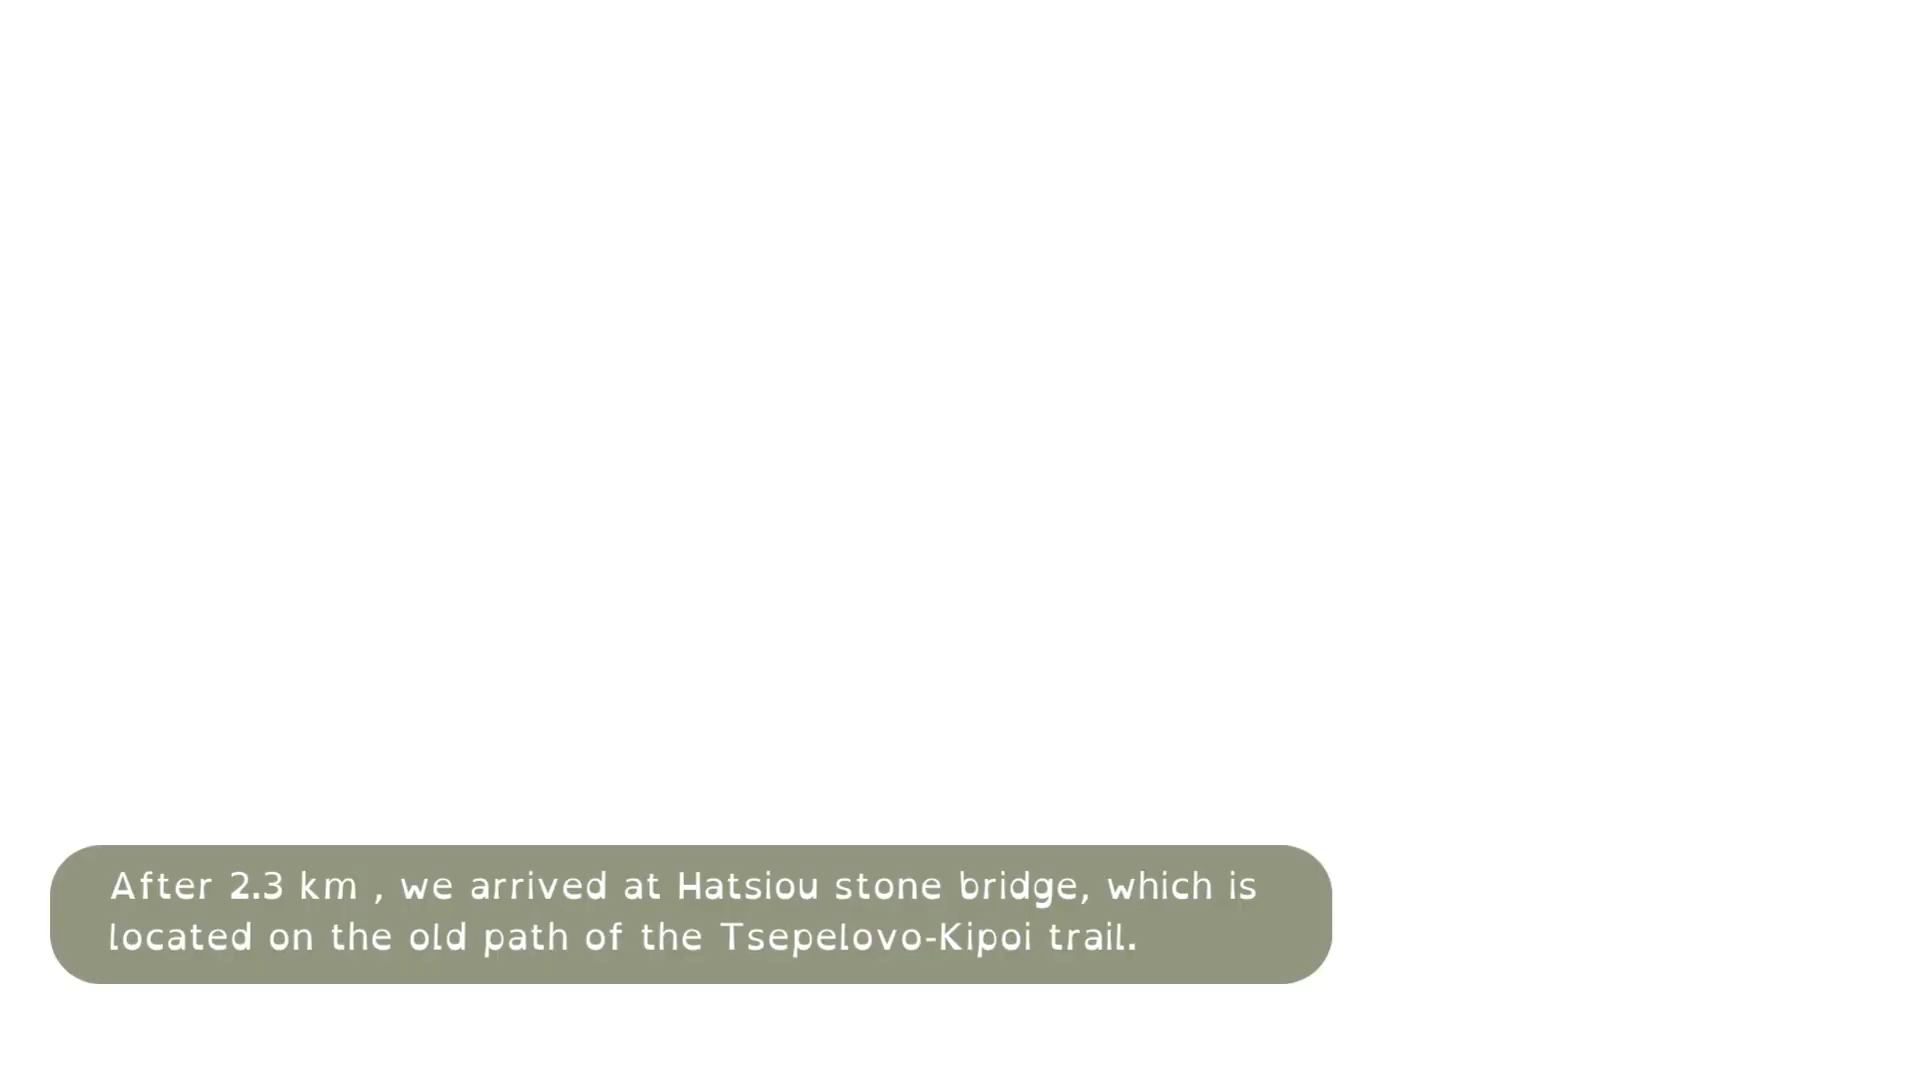 After 2.3 km , we arrived at Hatsiou stone bridge, which is
located on the old path of the Tsepelovo-Kipoi trail.